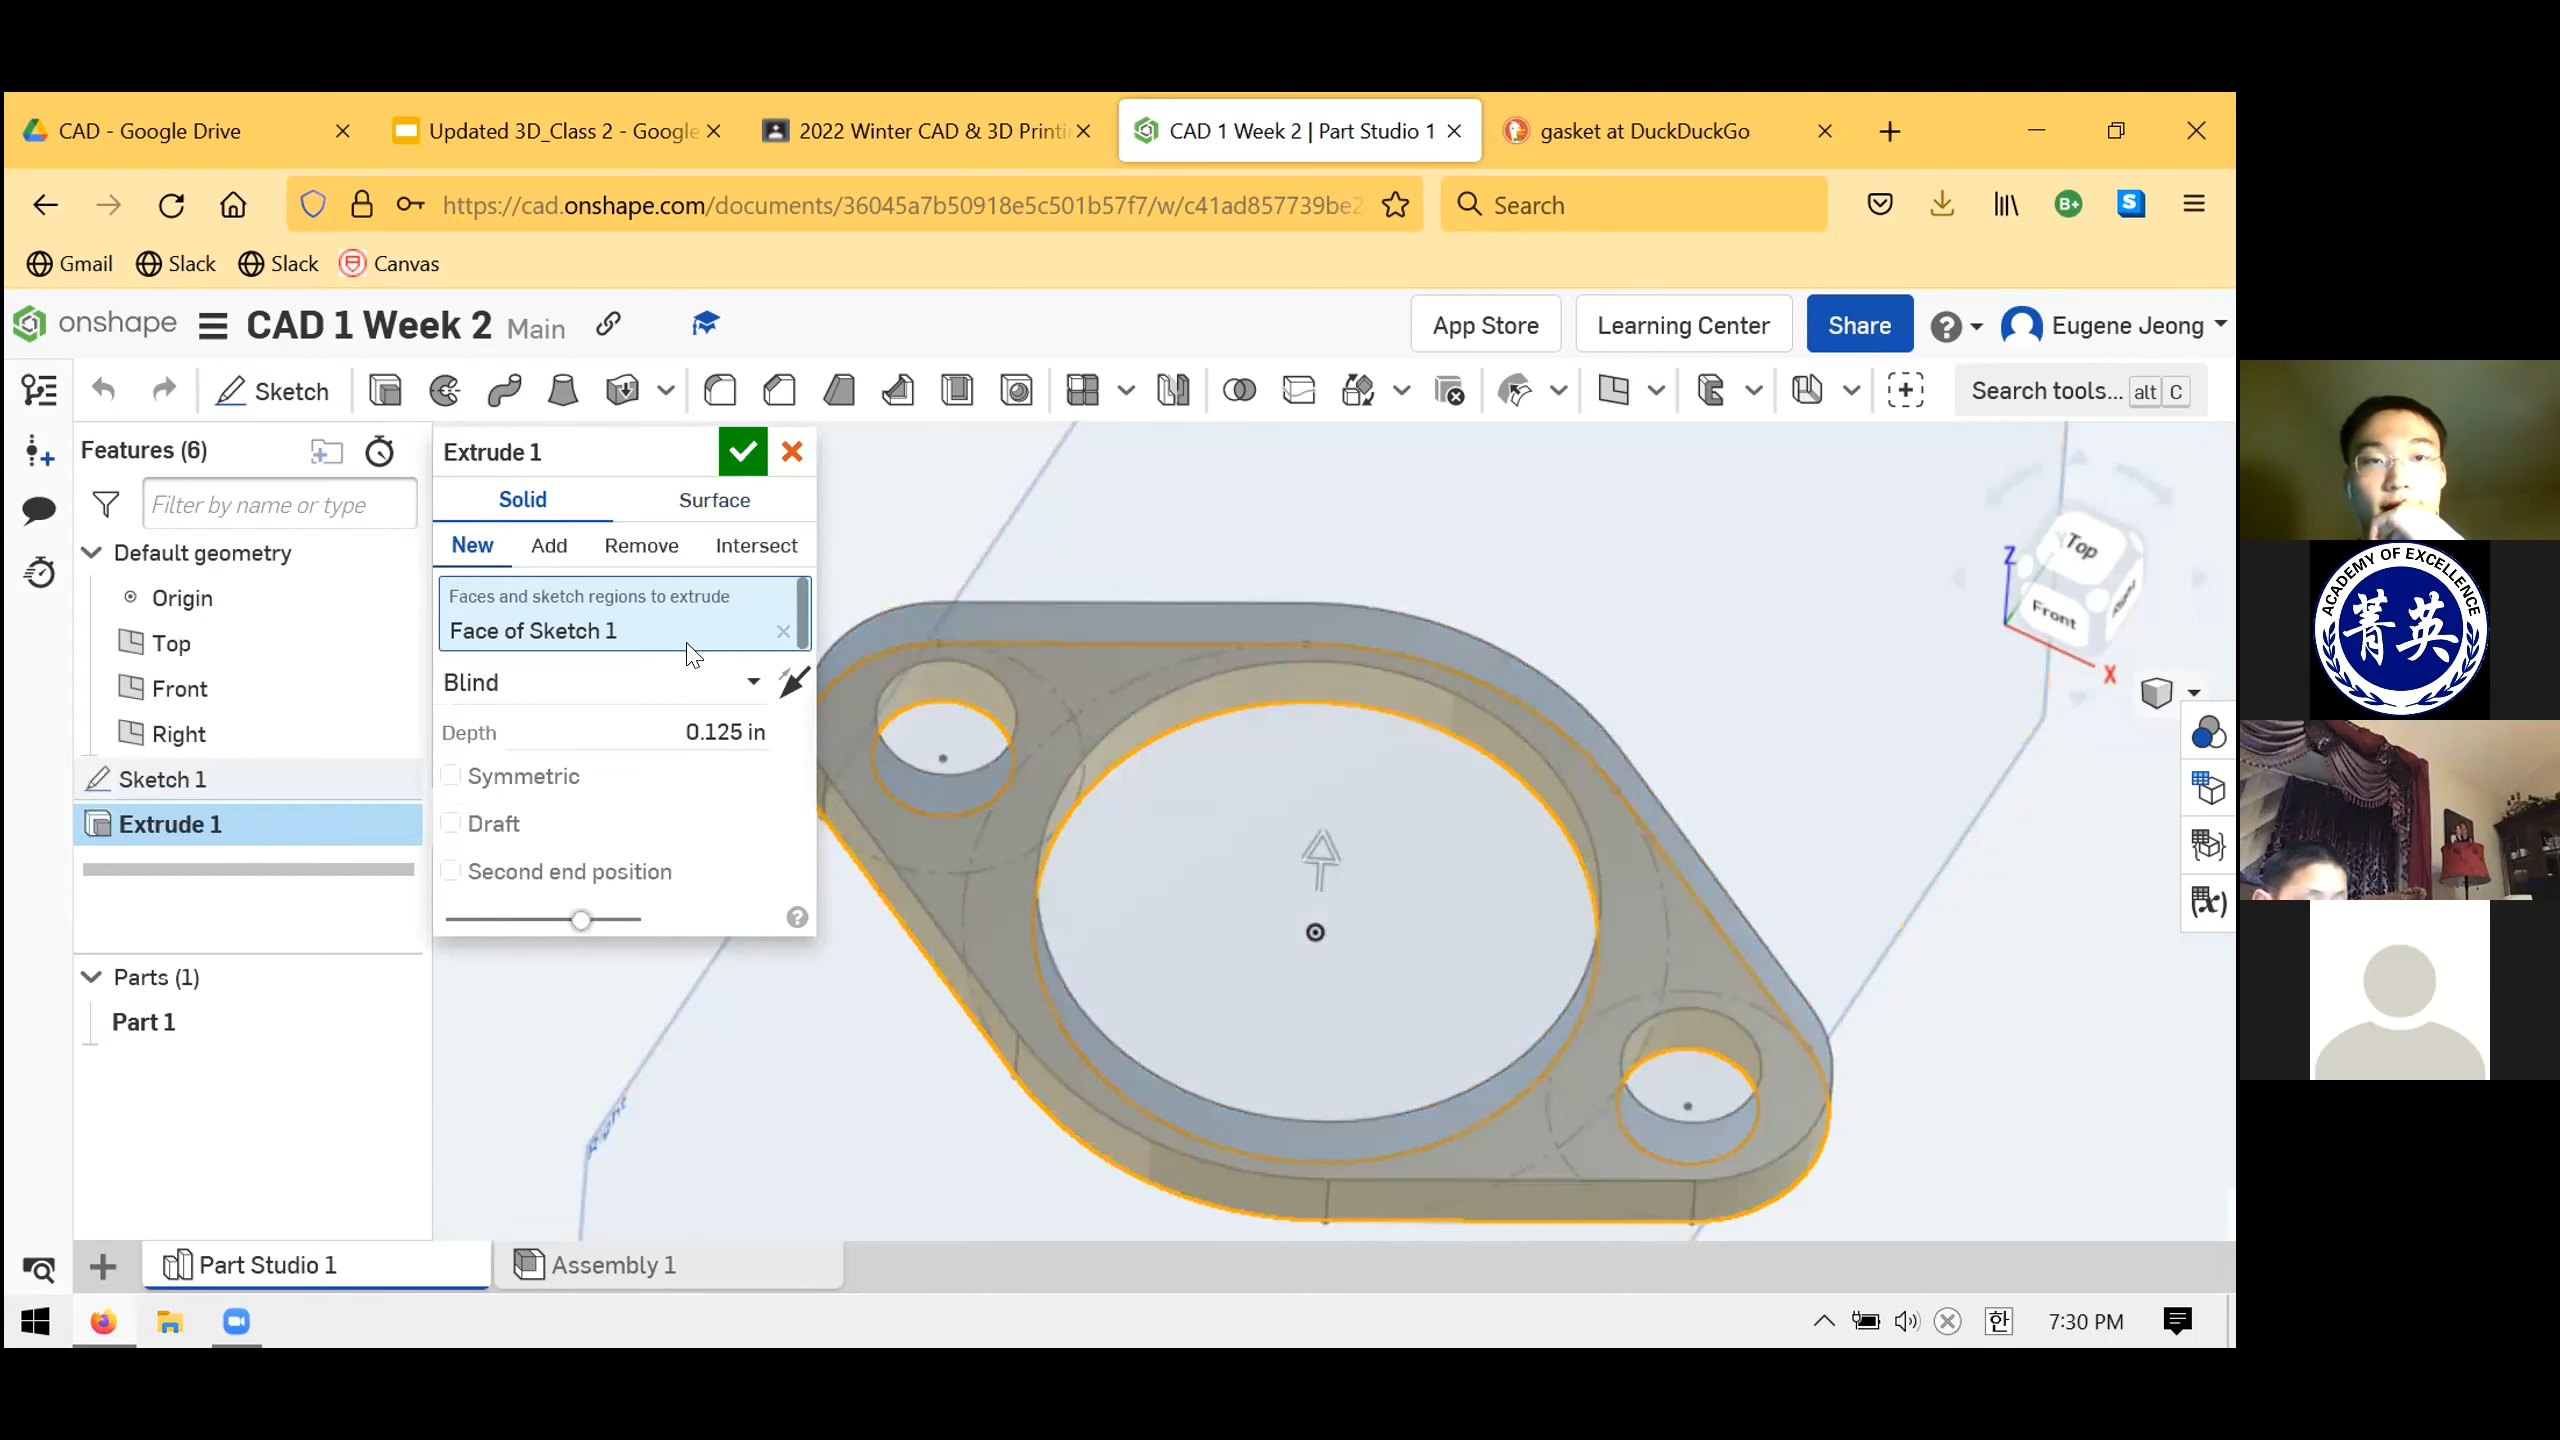 CAD - Google Drive
Updated 3D_Class 2 - Google
2022 Winter CAD & 3D Printi
CAD 1 Week 2 | Part Studio 1
gasket at DuckDuckGo
https://cad.onshape.com/documents/36045a7b50918e5c501b57f7/w/c41ad857739be2
Search
B+
S
Gmail
Slack
Slack
Canvas
onshape
CAD 1 Week 2
Main
App Store
Learning Center
Share
Eugene Jeong
Sketch
Search tools... alt C
Features (6)
Filter by name or type
Default geometry
Origin
Top
Front
Right
Sketch 1
Extrude 1
Parts (1)
Part 1
Extrude 1
Solid
Surface
New
Add
Remove
Intersect
Faces and sketch regions to extrude
Face of Sketch 1
Blind
Depth
0.125 in
Symmetric
Draft
Second end position
Z
Top
Front
Right
X
(x)
ACADEMY OF EXCELLENCE
菁英
Part Studio 1
Assembly 1
한
7:30 PM